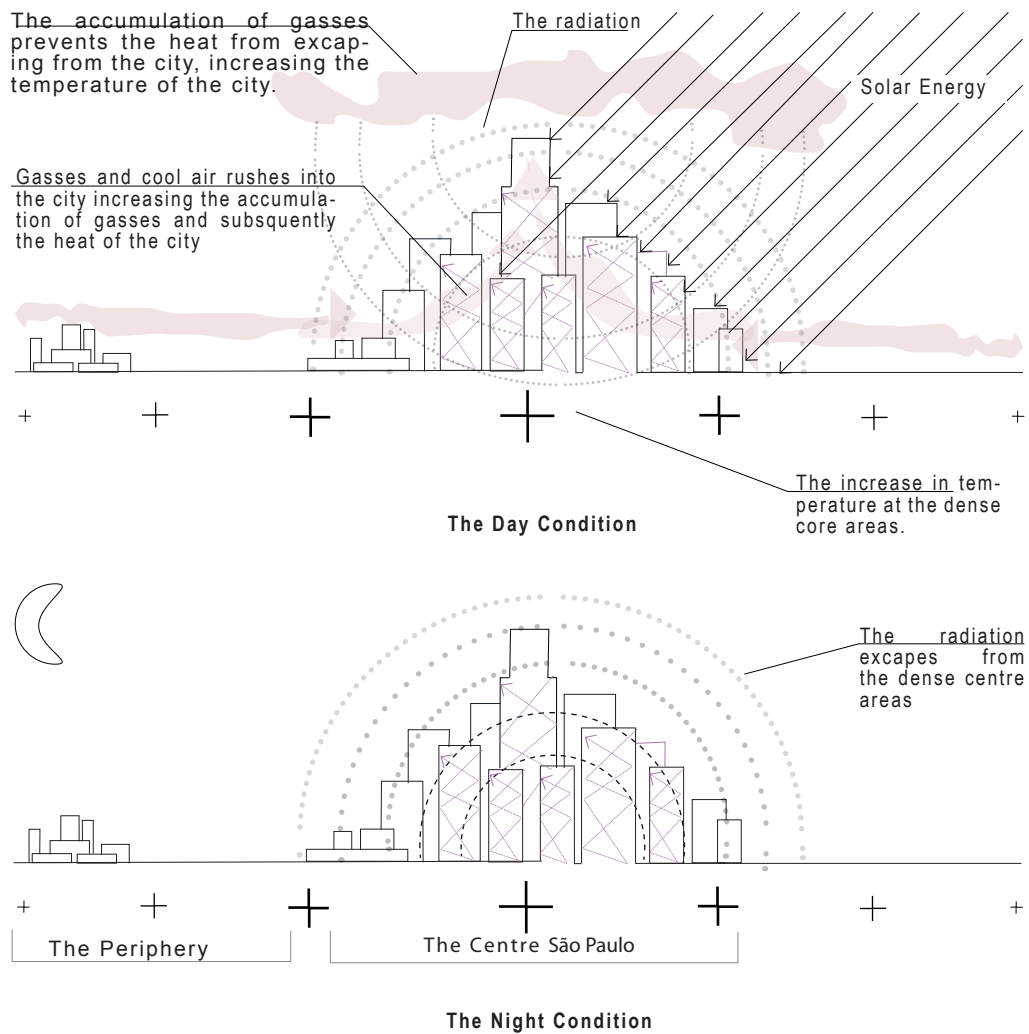 The accumulation of gasses
prevents the heat from excap-
ing from the city, increasing the
temperature of the city.
The radiation
Solar Energy
Gasses and cool air rushes into
the city increasing the accumula-
tion of gasses and subsquently
the heat of the city
The increase in tem-
perature at the dense
core areas.
The Day Condition
The radiation
excapes from
the dense centre
areas
The Periphery
The Centre São Paulo
The Night Condition